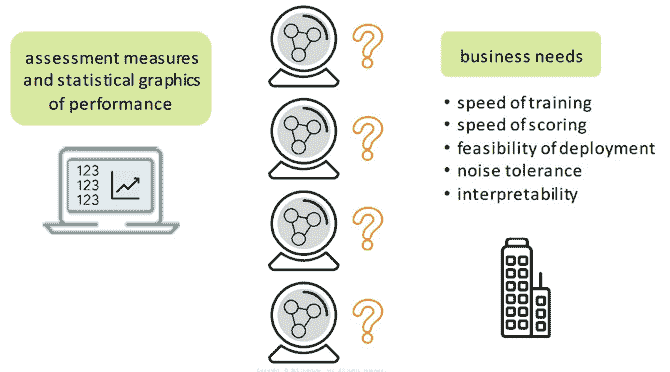 assessment measures
and statistical graphics
of performance
123
123
123
?
?
?
?
business needs
• speed of training
• speed of scoring
• feasibility of deployment
• noise tolerance
• interpretability